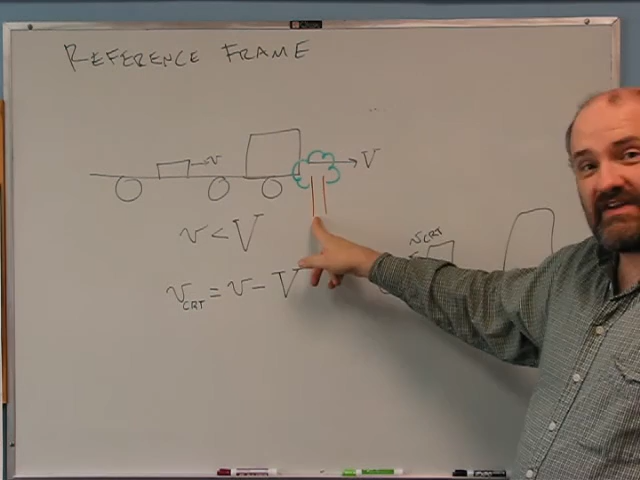 REFERENCE FRAME
v
V
v < V
v_CRT = v - V
v_CRT